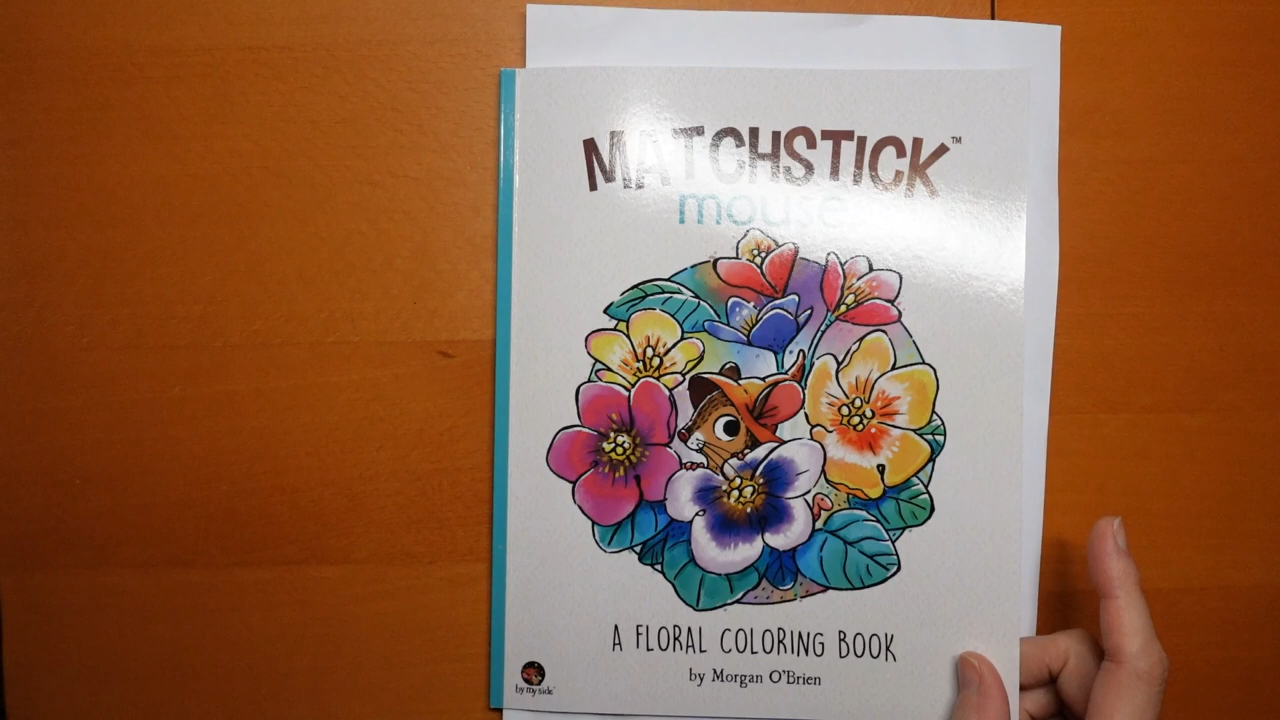 MATCHSTICK™
mouse
A FLORAL COLORING BOOK
by Morgan O'Brien
by my side